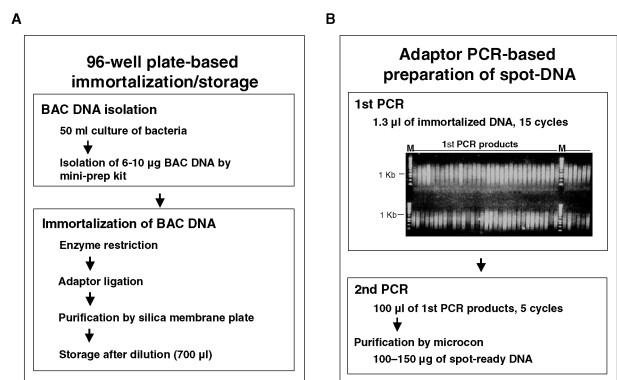 A
96-well plate-based
immortalization/storage
BAC DNA isolation
50 ml culture of bacteria
Isolation of 6-10 µg BAC DNA by
mini-prep kit
Immortalization of BAC DNA
Enzyme restriction
Adaptor ligation
Purification by silica membrane plate
Storage after dilution (700 µl)
B
Adaptor PCR-based
preparation of spot-DNA
1st PCR
1.3 µl of immortalized DNA, 15 cycles
M 1st PCR products M
1 Kb
1 Kb
2nd PCR
100 µl of 1st PCR products, 5 cycles
Purification by microcon
100–150 µg of spot-ready DNA